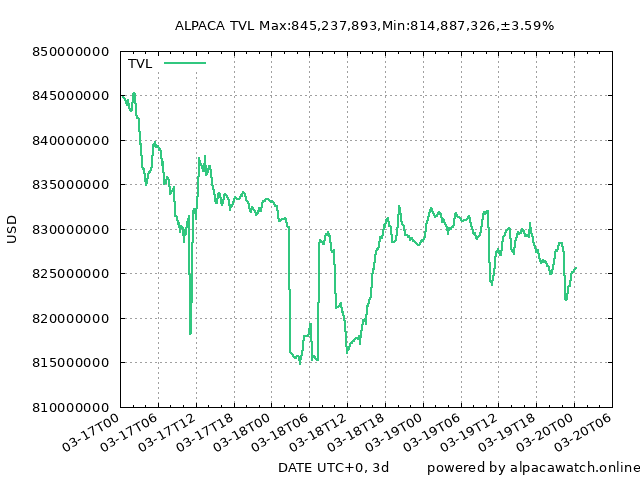 ALPACA TVL Max:845,237,893,Min:814,887,326,±3.59%
850000000
845000000
840000000
835000000
830000000
825000000
820000000
815000000
810000000
USD
TVL
03-17T00
03-17T06
03-17T12
03-17T18
03-18T00
03-18T06
03-18T12
03-18T18
03-19T00
03-19T06
03-19T12
03-19T18
03-20T00
03-20T06
DATE UTC+0, 3d
powered by alpacawatch.online